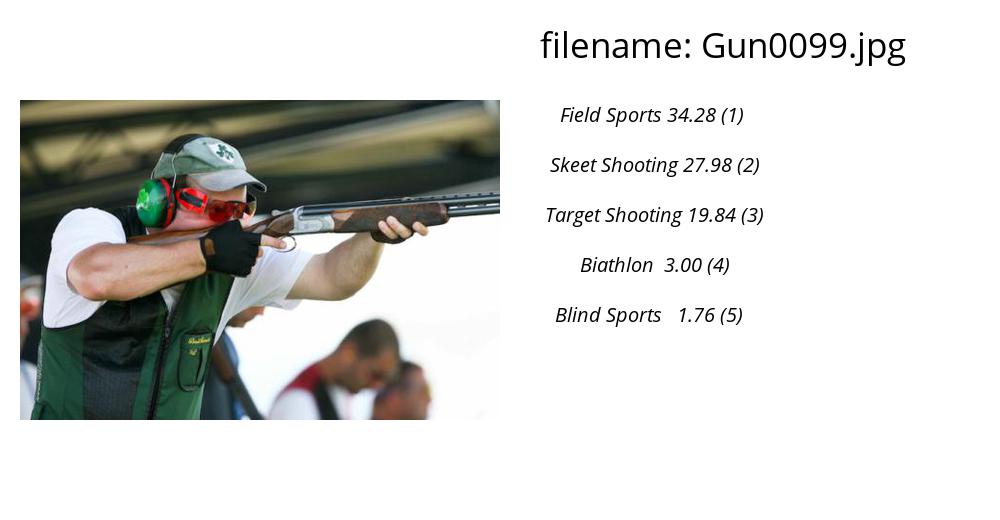 filename: Gun0099.jpg
Field Sports 34.28 (1)
Skeet Shooting 27.98 (2)
Target Shooting 19.84 (3)
Biathlon 3.00 (4)
Blind Sports 1.76 (5)